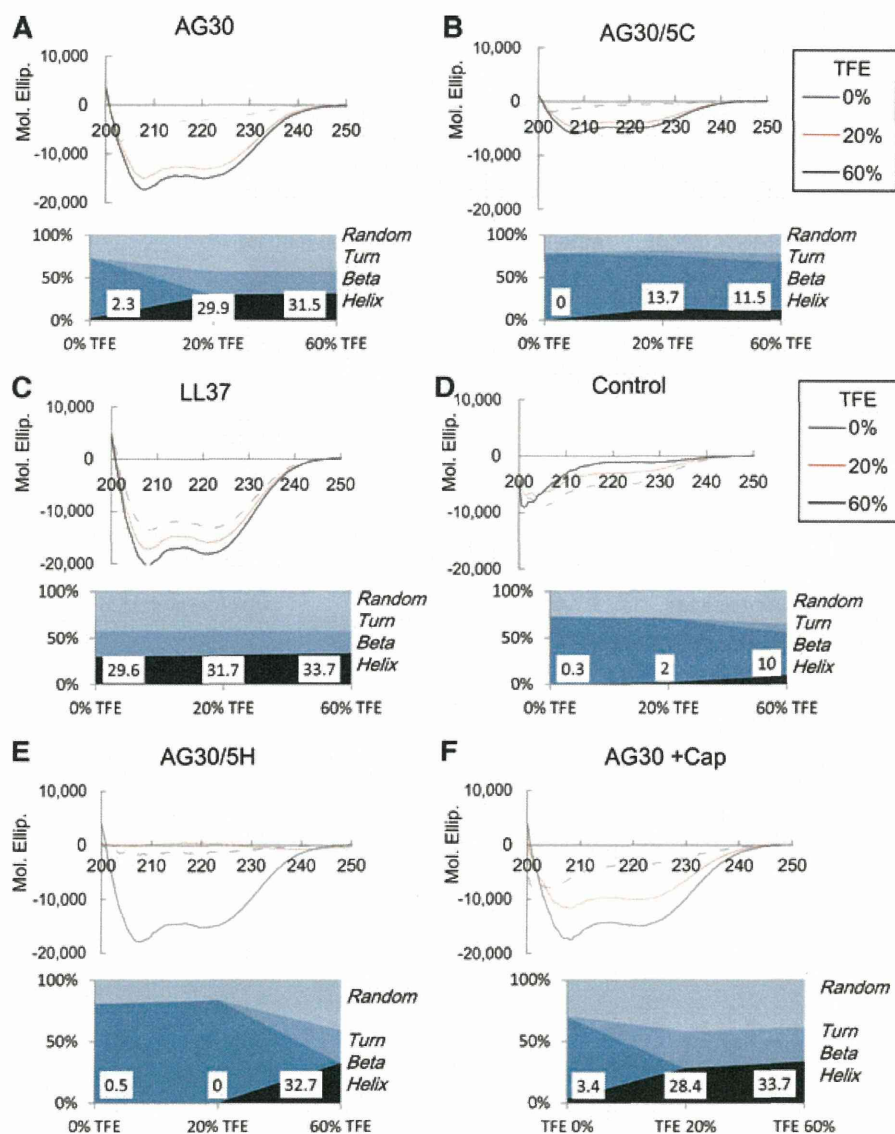 A
AG30
Mol. Ellip.
10,000
0
-10,000
-20,000
200 210 220 230 240 250
100%
50%
0%
Random
Turn
Beta
Helix
2.3 29.9 31.5
0% TFE 20% TFE 60% TFE
B
AG30/5C
Mol. Ellip.
10,000
0
-10,000
-20,000
200 210 220 230 240 250
TFE
0%
20%
60%
100%
50%
0%
Random
Turn
Beta
Helix
0 13.7 11.5
0% TFE 20% TFE 60% TFE
C
LL37
Mol. Ellip.
10,000
0
-10,000
-20,000
200 210 220 230 240 250
100%
50%
0%
Random
Turn
Beta
Helix
29.6 31.7 33.7
0% TFE 20% TFE 60% TFE
D
Control
Mol. Ellip.
10,000
0
-10,000
-20,000
200 210 220 230 240 250
TFE
0%
20%
60%
100%
50%
0%
Random
Turn
Beta
Helix
0.3 2 10
0% TFE 20% TFE 60% TFE
E
AG30/5H
Mol. Ellip.
10,000
0
-10,000
-20,000
200 210 220 230 240 250
100%
50%
0%
Random
Turn
Beta
Helix
0.5 0 32.7
0% TFE 20% TFE 60% TFE
F
AG30 +Cap
Mol. Ellip.
10,000
0
-10,000
-20,000
200 210 220 230 240 250
100%
50%
0%
Random
Turn
Beta
Helix
3.4 28.4 33.7
TFE 0% TFE 20% TFE 60%